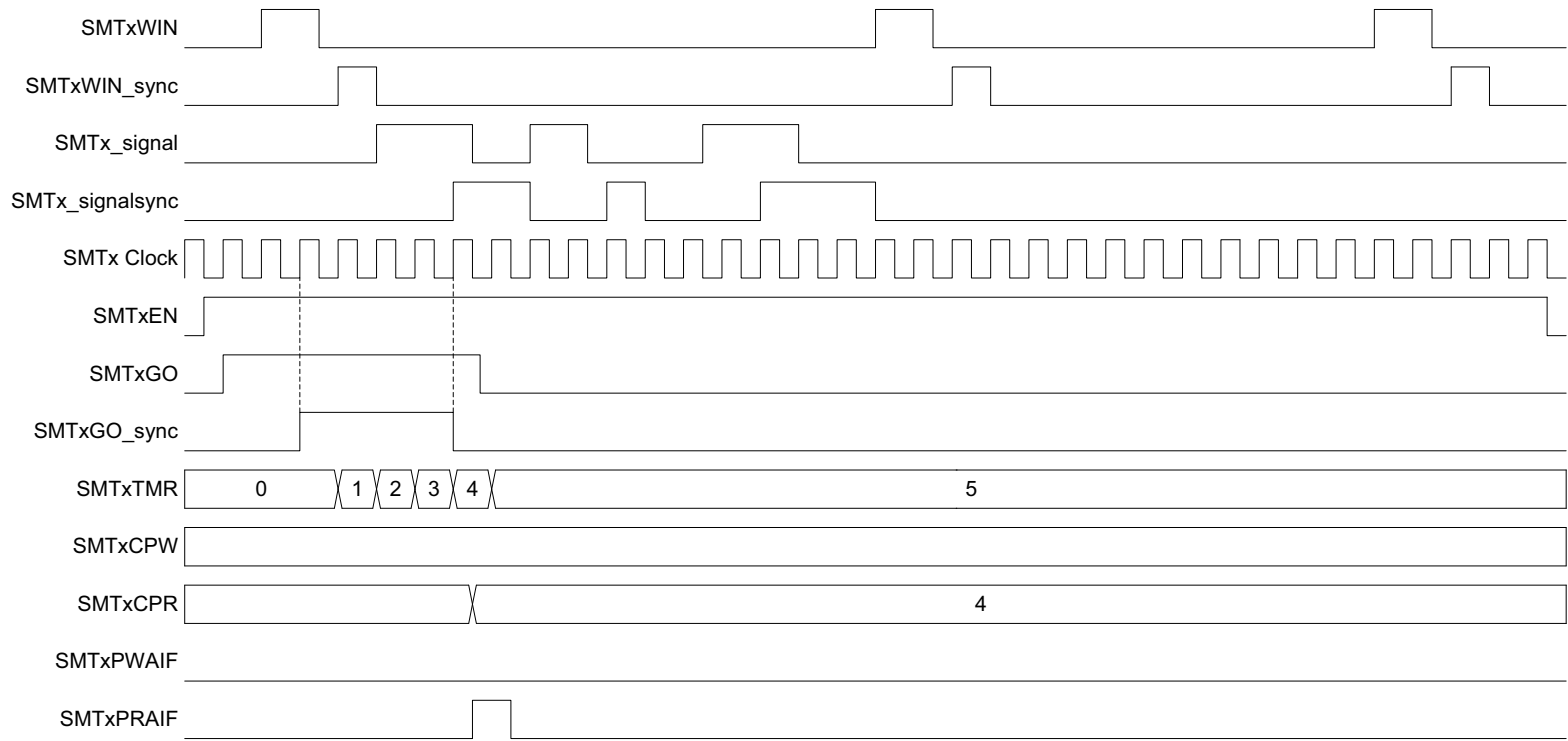 SMTxWIN
SMTxWIN_sync
SMTx_signal
SMTx_signalsync
SMTx Clock
SMTxEN
SMTxGO
SMTxGO_sync
SMTxTMR 0 1 2 3 4 5
SMTxCPW
SMTxCPR 4
SMTxPWAIF
SMTxPRAIF